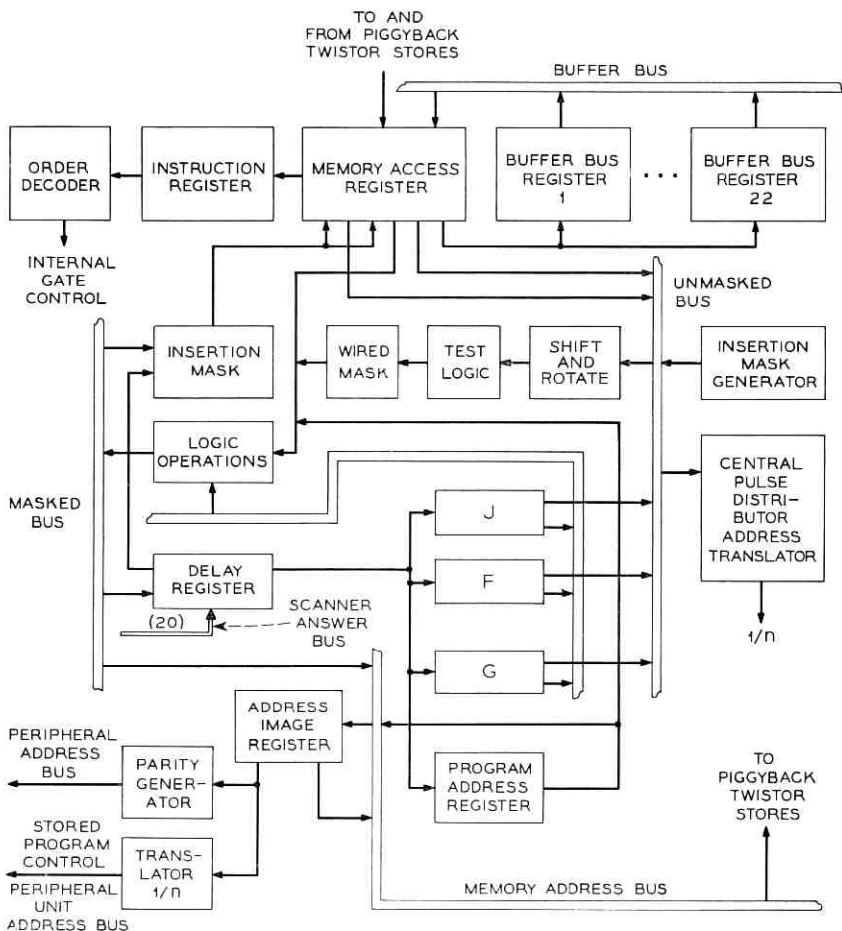 TO AND
FROM PIGGYBACK
TWISTOR STORES
BUFFER BUS
ORDER
DECODER
INSTRUCTION
REGISTER
MEMORY ACCESS
REGISTER
BUFFER BUS
REGISTER
1
BUFFER BUS
REGISTER
22
INTERNAL
GATE
CONTROL
UNMASKED
BUS
INSERTION
MASK
WIRED
MASK
TEST
LOGIC
SHIFT
AND
ROTATE
INSERTION
MASK
GENERATOR
LOGIC
OPERATIONS
MASKED
BUS
CENTRAL
PULSE
DISTRI-
BUTOR
ADDRESS
TRANSLATOR
J
DELAY
REGISTER
F
(20)
SCANNER
ANSWER
BUS
1/n
G
ADDRESS
IMAGE
REGISTER
PERIPHERAL
ADDRESS
BUS
PARITY
GENER-
ATOR
PROGRAM
ADDRESS
REGISTER
TO
PIGGYBACK
TWISTOR
STORES
STORED
PROGRAM
CONTROL
TRANS-
LATOR
1/n
PERIPHERAL
UNIT
ADDRESS BUS
MEMORY ADDRESS BUS